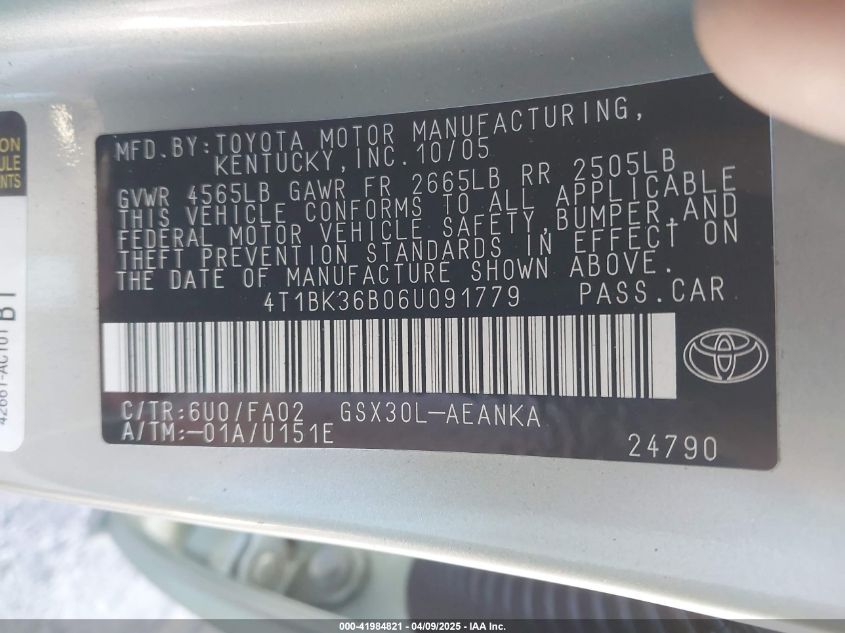 MFD.BY:TOYOTA MOTOR MANUFACTURING,
KENTUCKY,INC. 10/05
GVWR 4565LB GAWR FR 2665LB RR 2505LB
THIS VEHICLE CONFORMS TO ALL APPLICABLE
FEDERAL MOTOR VEHICLE SAFETY,BUMPER,AND
THEFT PREVENTION STANDARDS IN EFFECT ON
THE DATE OF MANUFACTURE SHOWN ABOVE.
4T1BK36B06U091779 PASS.CAR
C/TR:6U0/FA02 GSX30L-AEANKA
A/TM:-01A/U151E
24790
42661-AC101
BT
000-41984821 - 04/09/2025 - IAA Inc.